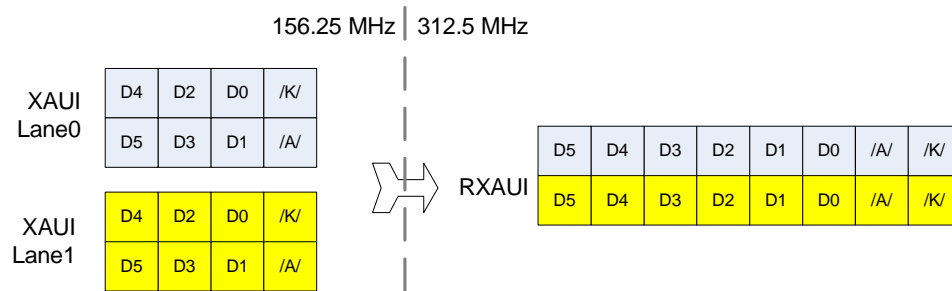 156.25 MHz 312.5 MHz
XAUI
Lane0
D4 D2 D0 /K/
D5 D3 D1 /A/
XAUI
Lane1
D4 D2 D0 /K/
D5 D3 D1 /A/
RXAUI
D5 D4 D3 D2 D1 D0 /A/ /K/
D5 D4 D3 D2 D1 D0 /A/ /K/